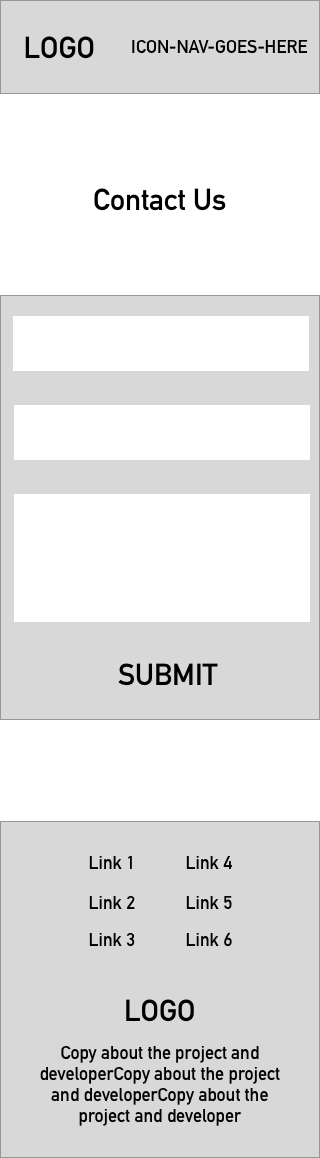 LOGO ICON-NAV-GOES-HERE
Contact Us
SUBMIT
Link 1 Link 4
Link 2 Link 5
Link 3 Link 6
LOGO
Copy about the project and
developerCopy about the project
and developerCopy about the
project and developer